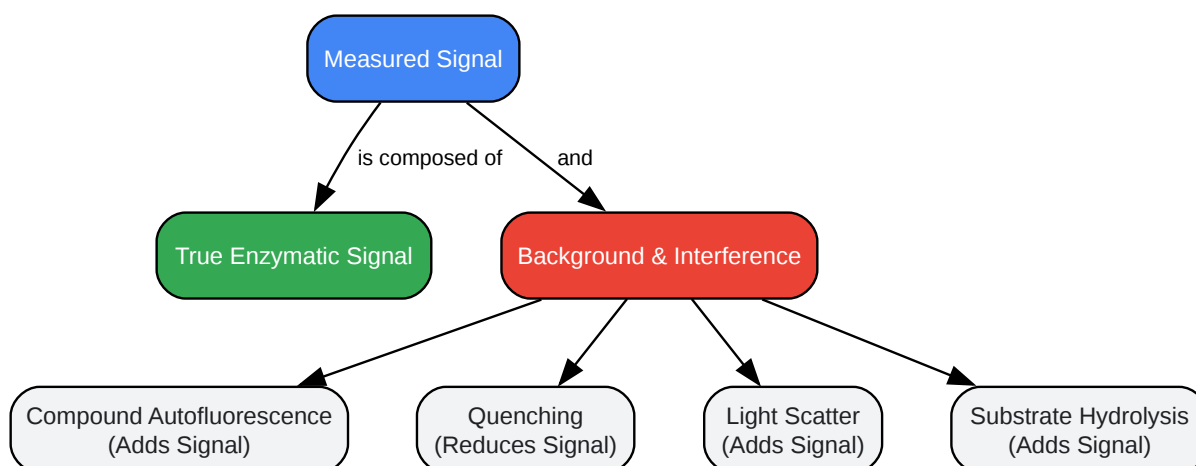 Measured Signal
is composed of
and
True Enzymatic Signal
Background & Interference
Compound Autofluorescence
(Adds Signal)
Quenching
(Reduces Signal)
Light Scatter
(Adds Signal)
Substrate Hydrolysis
(Adds Signal)